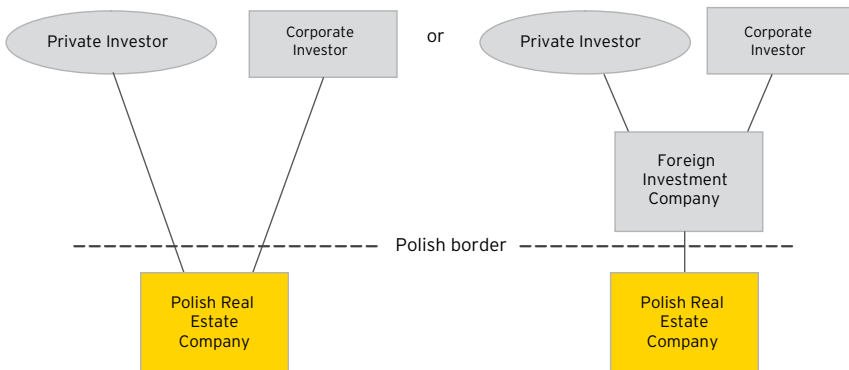 Private Investor
Corporate
Investor
or
Private Investor
Corporate
Investor
Foreign
Investment
Company
Polish border
Polish Real
Estate
Company
Polish Real
Estate
Company